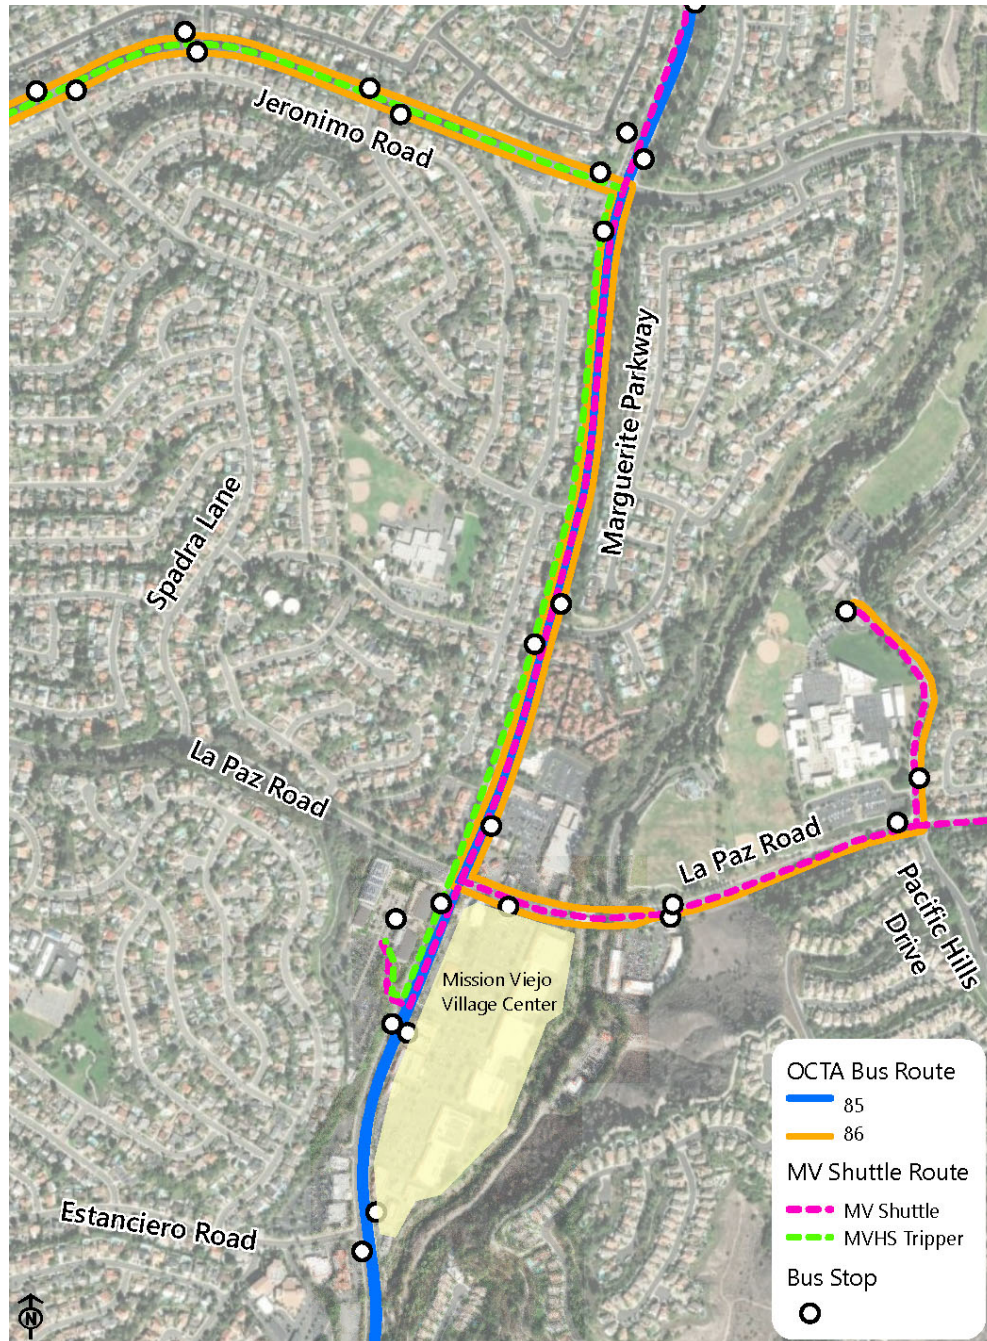 Jeronimo Road
Marguerite Parkway
Spadra Lane
La Paz Road
La Paz Road
Pacific Hills
Drive
Mission Viejo
Village Center
Estanciero Road
OCTA Bus Route
85
86
MV Shuttle Route
MV Shuttle
MVHS Tripper
Bus Stop
N